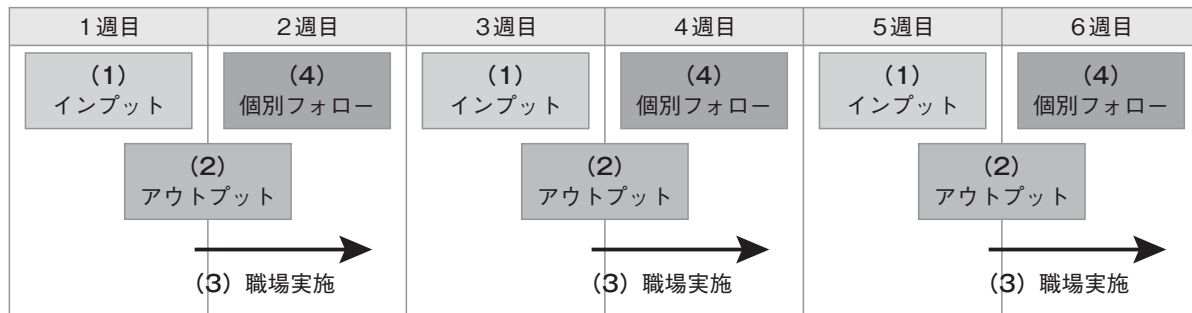 1週目
2週目
3週目
4週目
5週目
6週目
(1)
インプット
(4)
個別フォロー
(1)
インプット
(4)
個別フォロー
(1)
インプット
(4)
個別フォロー
(2)
アウトプット
(2)
アウトプット
(2)
アウトプット
(3) 職場実施
(3) 職場実施
(3) 職場実施